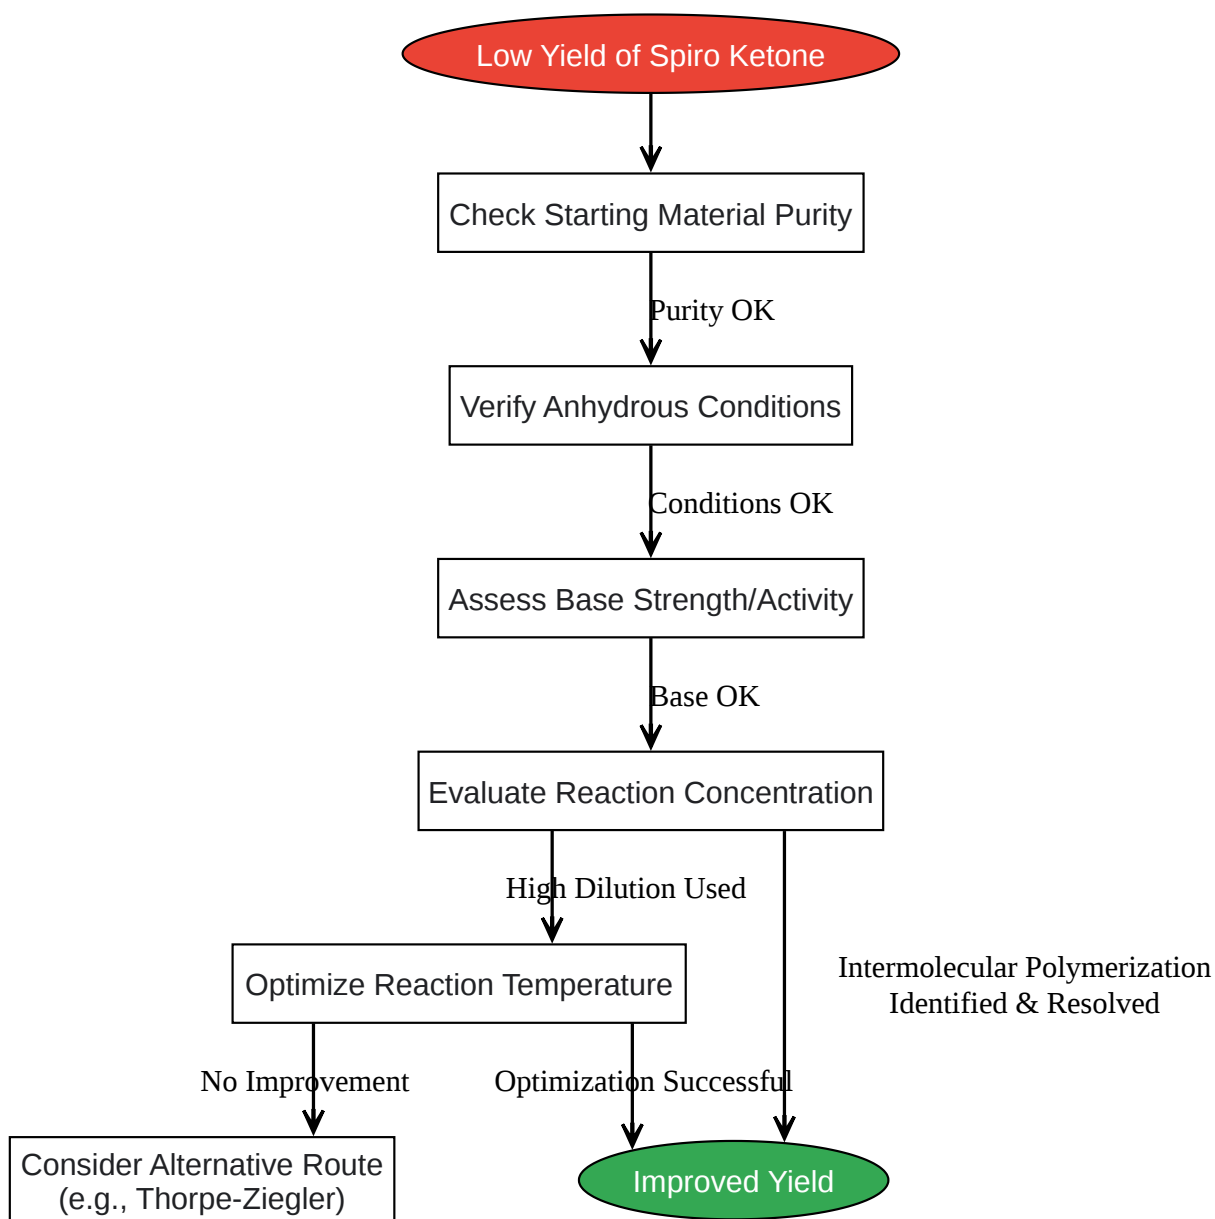 Low Yield of Spiro Ketone
Check Starting Material Purity
Purity OK
Verify Anhydrous Conditions
Conditions OK
Assess Base Strength/Activity
Base OK
Evaluate Reaction Concentration
High Dilution Used
Intermolecular Polymerization
Identified & Resolved
Optimize Reaction Temperature
No Improvement
Optimization Successful
Consider Alternative Route
(e.g., Thorpe-Ziegler)
Improved Yield